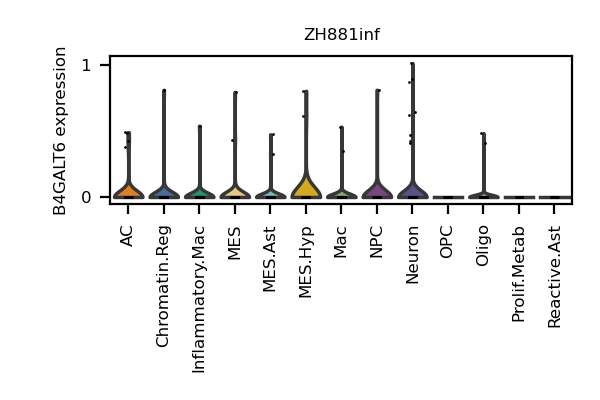 ZH881inf
B4GALT6 expression
1
0
AC
Chromatin.Reg
Inflammatory.Mac
MES
MES.Ast
MES.Hyp
Mac
NPC
Neuron
OPC
Oligo
Prolif.Metab
Reactive.Ast